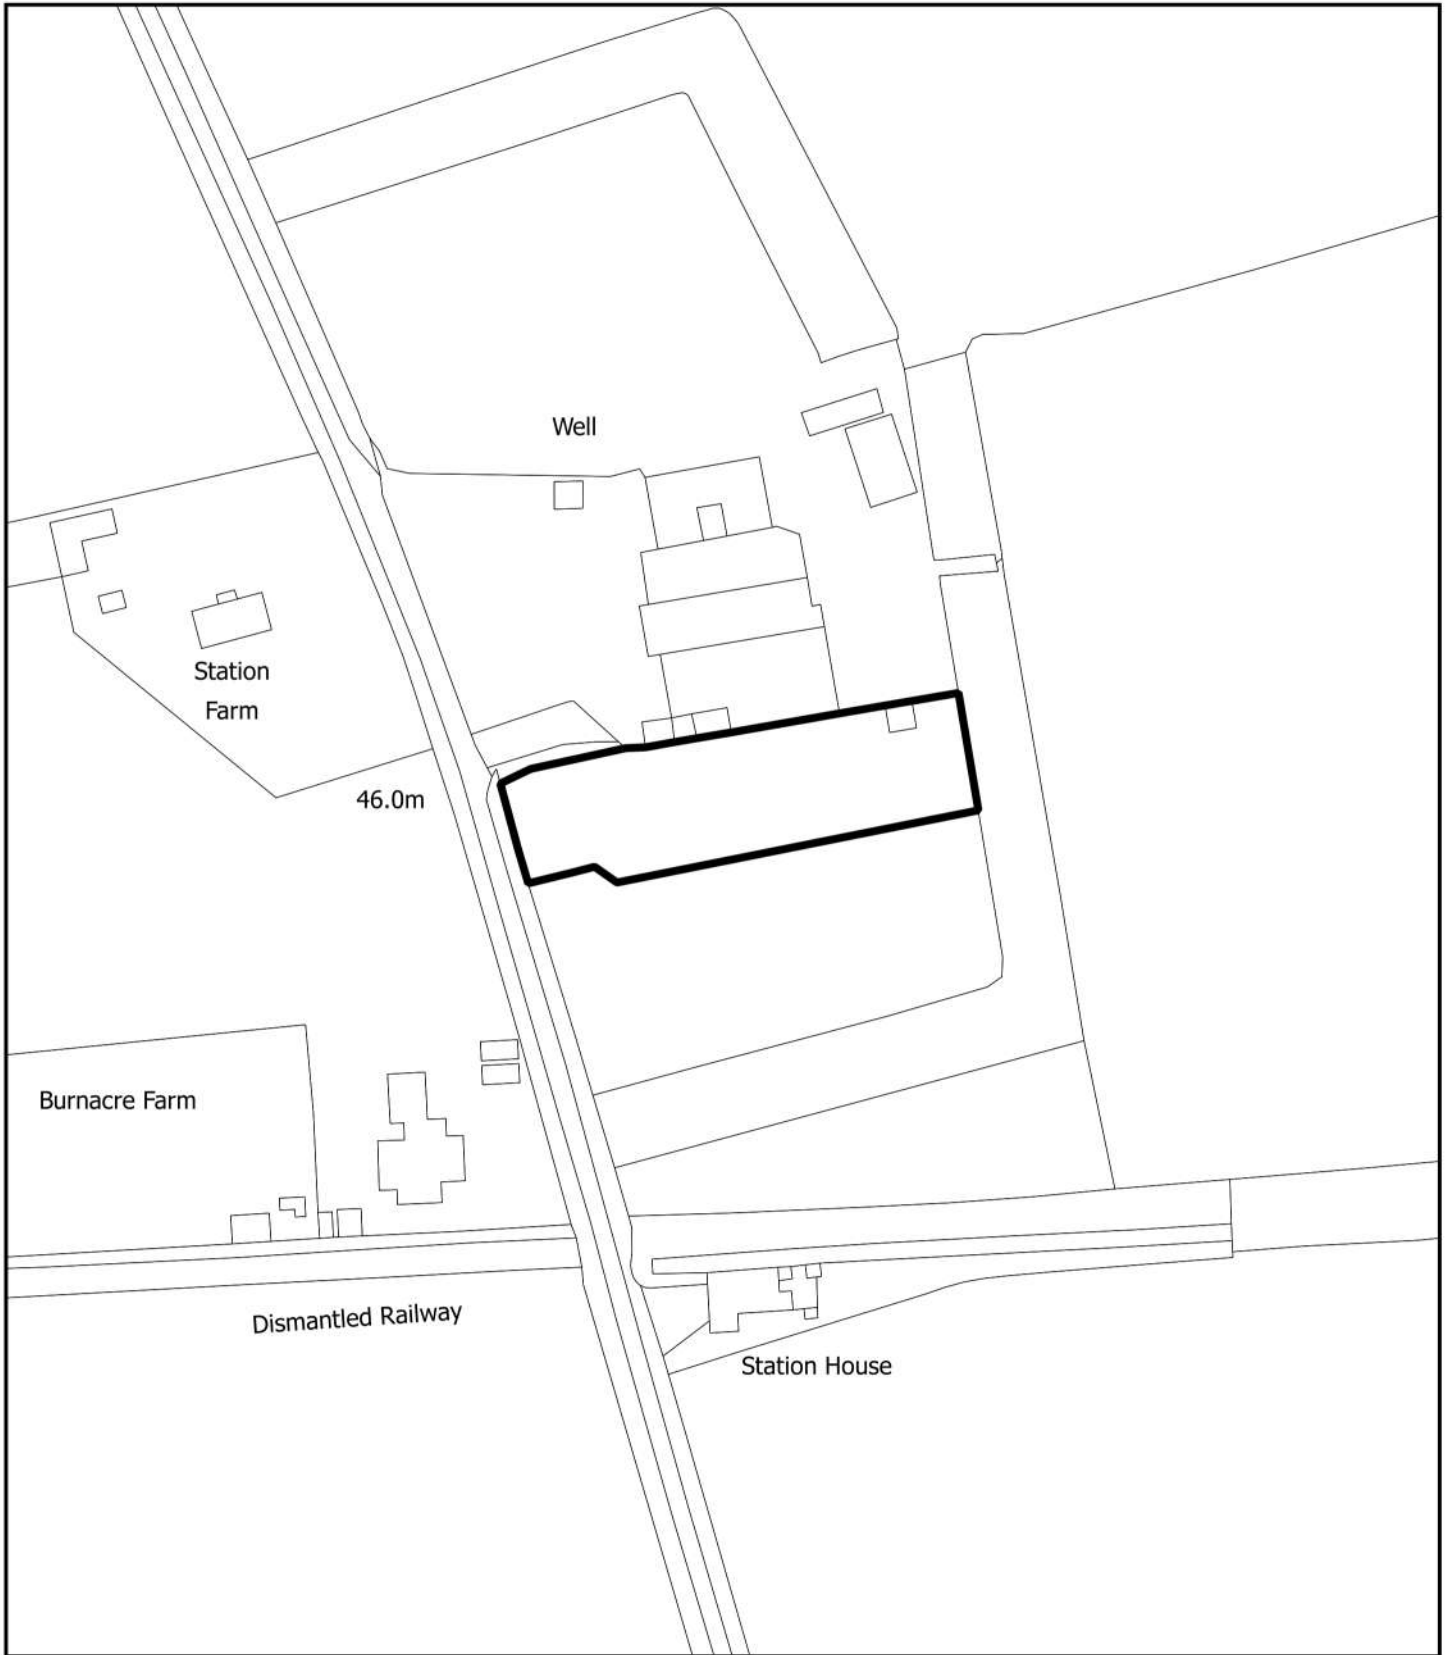 Well
Station
Farm
46.0m
Burnacre Farm
Dismantled Railway
Station House